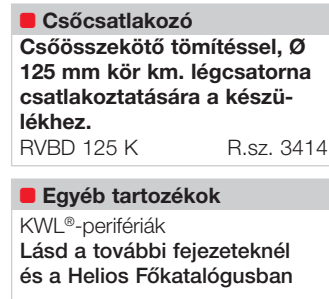 Csőcsatlakozó
Csőösszekötő tömítéssel, Ø
125 mm kör km. légcsatorna
csatlakoztatására a készü-
lékhez.
RVBD 125 K R.sz. 3414
Egyéb tartozékok
KWL®-perifériák
Lásd a további fejezeteknél
és a Helios Főkatalógusban